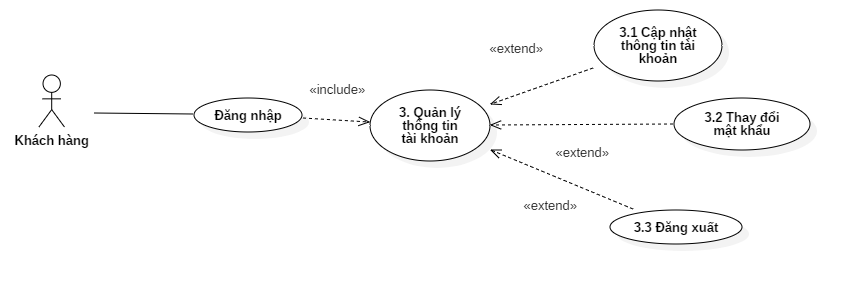 Khách hàng
Đăng nhập
«include»
3. Quản lý
thông tin
tài khoản
«extend»
3.1 Cập nhật
thông tin tài
khoản
«extend»
3.2 Thay đổi
mật khẩu
«extend»
3.3 Đăng xuất